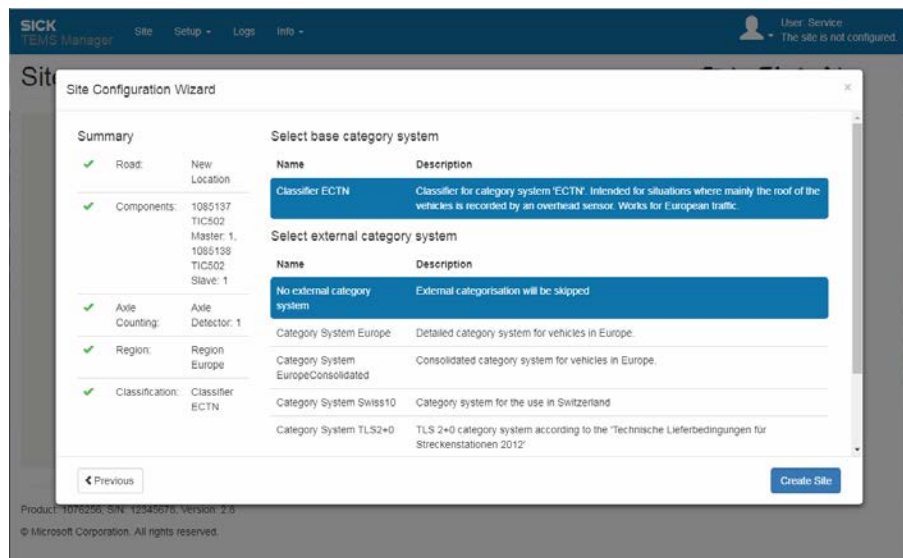 SICK
TEMS Manager
Site
Setup
Logs
Info
User: Service
The site is not configured.
Site Configuration Wizard
×
Summary
Road:
New
Location
Components:
1085137
TIC502
Master: 1,
1085138
TIC502
Slave: 1
Axle
Counting:
Axle
Detector: 1
Region:
Region
Europe
Classification:
Classifier
ECTN
Select base category system
Name
Description
Classifier ECTN
Classifier for category system 'ECTN'. Intended for situations where mainly the roof of the
vehicles is recorded by an overhead sensor. Works for European traffic.
Select external category system
Name
Description
No external category
system
External categorisation will be skipped
Category System Europe
Detailed category system for vehicles in Europe.
Category System
EuropeConsolidated
Consolidated category system for vehicles in Europe.
Category System Swiss10
Category system for the use in Switzerland
Category System TLS2+0
TLS 2+0 category system according to the 'Technische Lieferbedingungen für
Streckenstationen 2012'
Previous
Create Site
Product: 1076256, S/N: 12345678, Version: 2.8
© Microsoft Corporation. All rights reserved.